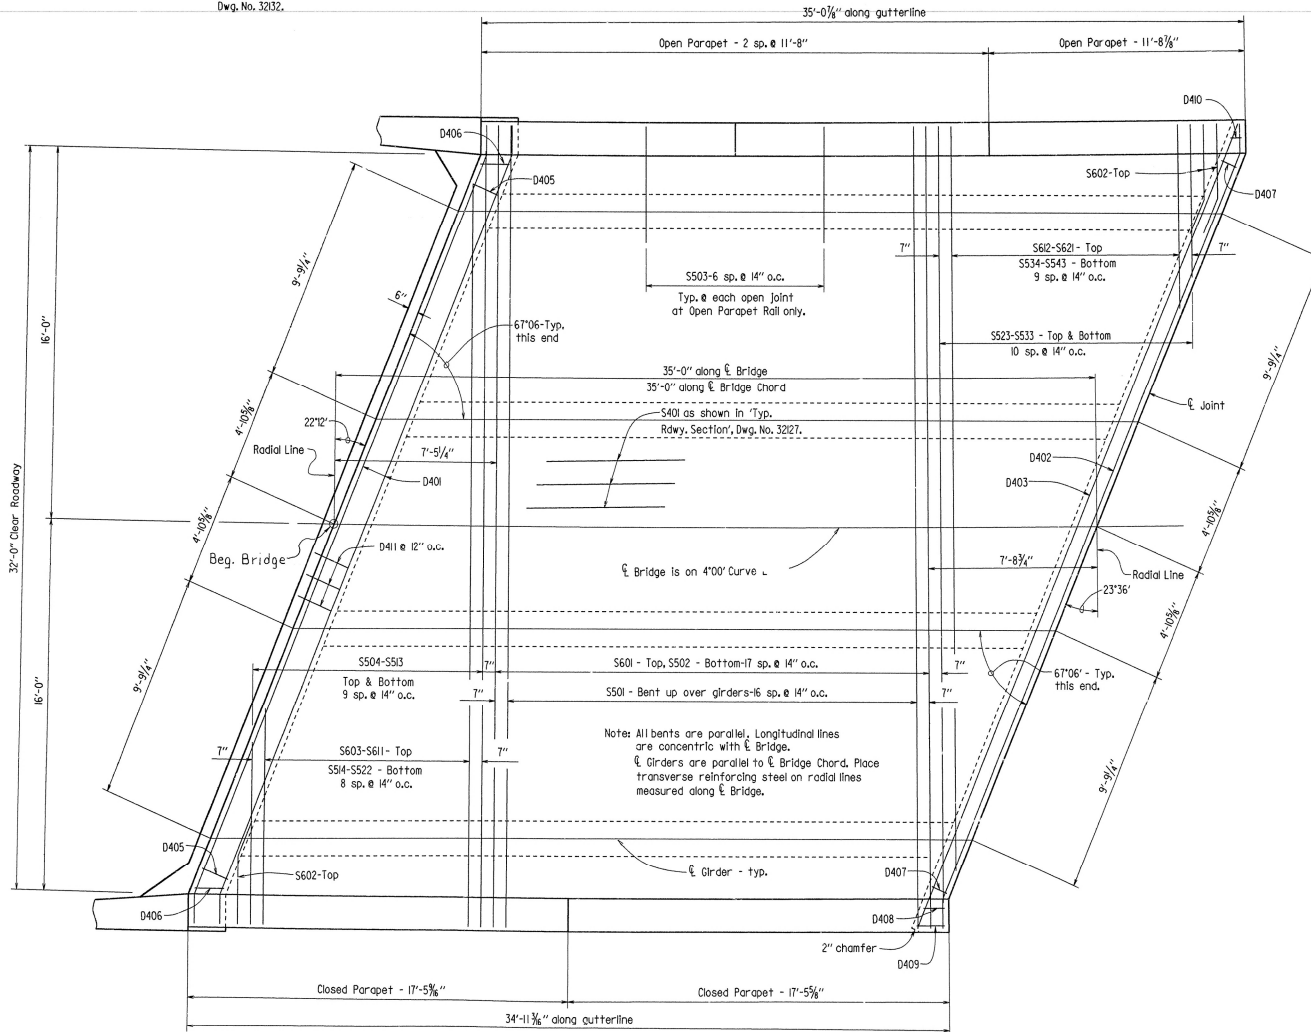 Dwg. No. 32132.
35'-0⅞" along gutterline
Open Parapet - 2 sp. @ 11'-8"
Open Parapet - 11'-8⅞"
D410
D406
D405
S602-Top
D407
9'-9¼"
7"
S612-S621 - Top
S534-S543 - Bottom
9 sp. @ 14" o.c.
7"
S503-6 sp. @ 14" o.c.
Typ. @ each open joint
at Open Parapet Rail only.
6"
67°06-Typ.
this end
16'-0"
S523-S533 - Top & Bottom
10 sp. @ 14" o.c.
9'-9¼"
35'-0" along ℄ Bridge
35'-0" along ℄ Bridge Chord
℄ Joint
S401 as shown in 'Typ.
Rdwy. Section', Dwg. No. 32127.
4'-10⅝"
22°12'
Radial Line
7'-5¼"
D401
D402
D403
32'-0" Clear Roadway
4'-10⅝"
4'-10⅝"
Beg. Bridge
D411 @ 12" o.c.
℄ Bridge is on 4°00' Curve
7'-8¾"
Radial Line
23°36'
4'-10⅝"
S504-S513
Top & Bottom
9 sp. @ 14" o.c.
7"
S601 - Top, S502 - Bottom-17 sp. @ 14" o.c.
7"
67°06' - Typ.
this end.
9'-9¼"
16'-0"
7"
S501 - Bent up over girders-16 sp. @ 14" o.c.
7"
Note: All bents are parallel. Longitudinal lines
are concentric with ℄ Bridge.
℄ Girders are parallel to ℄ Bridge Chord. Place
transverse reinforcing steel on radial lines
measured along ℄ Bridge.
7"
S603-S611 - Top
S514-S522 - Bottom
8 sp. @ 14" o.c.
7"
9'-9¼"
D405
S602-Top
℄ Girder - typ.
D407
D406
D408
2" chamfer
D409
Closed Parapet - 17'-5⁹⁄₁₆"
Closed Parapet - 17'-5⅝"
34'-11³⁄₁₆" along gutterline